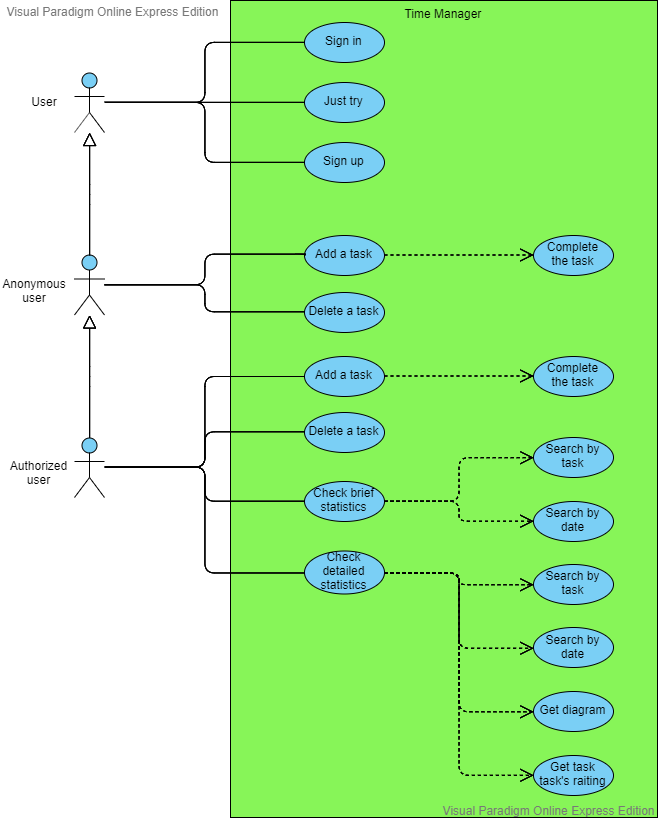 Visual Paradigm Online Express Edition
Time Manager
Sign in
User
Just try
Sign up
Add a task
Complete
the task
Anonymous
user
Delete a task
Add a task
Complete
the task
Delete a task
Search by
task
Authorized
user
Check brief
statistics
Search by
date
Check
detailed
statistics
Search by
task
Search by
date
Get diagram
Get task
task's raiting
Visual Paradigm Online Express Edition